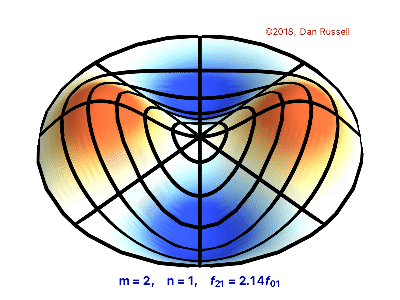 ©2018, Dan Russell
m = 2, n = 1, f21 = 2.14f01